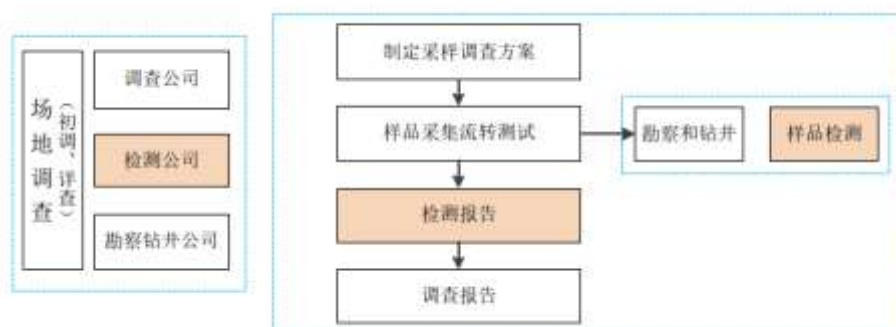 场地调查
（初调、详查）
调查公司
检测公司
勘察钻井公司
制定采样调查方案
样品采集流转测试
勘察和钻井
样品检测
检测报告
调查报告